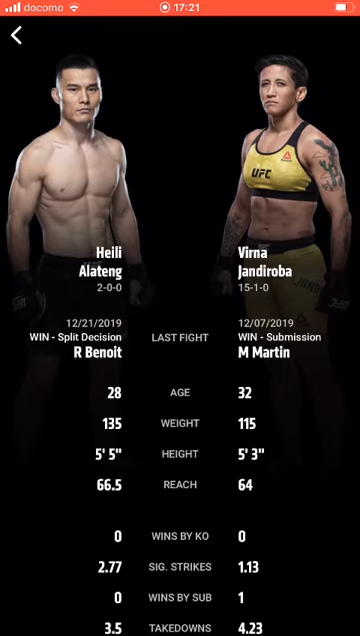 docomo 17:21
UFC
Heili Virna
Alateng Jandiroba
2-0-0 15-1-0
12/21/2019 12/07/2019
WIN - Split Decision LAST FIGHT WIN - Submission
R Benoit M Martin
28 AGE 32
135 WEIGHT 115
5' 5" HEIGHT 5' 3"
66.5 REACH 64
0 WINS BY KO 0
2.77 SIG. STRIKES 1.13
0 WINS BY SUB 1
3.5 TAKEDOWNS 4.23